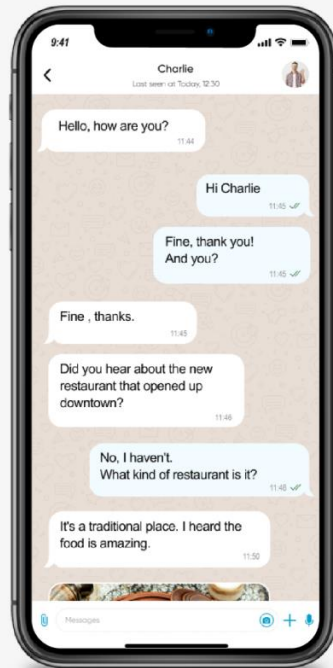 9:41
Charlie
Last seen at Today, 12:30
Hello, how are you?
11:44
Hi Charlie
11:45
Fine, thank you!
And you?
11:45
Fine , thanks.
11:45
Did you hear about the new
restaurant that opened up
downtown?
11:46
No, I haven't.
What kind of restaurant is it?
11:48
It's a traditional place. I heard the
food is amazing.
11:50
Messages